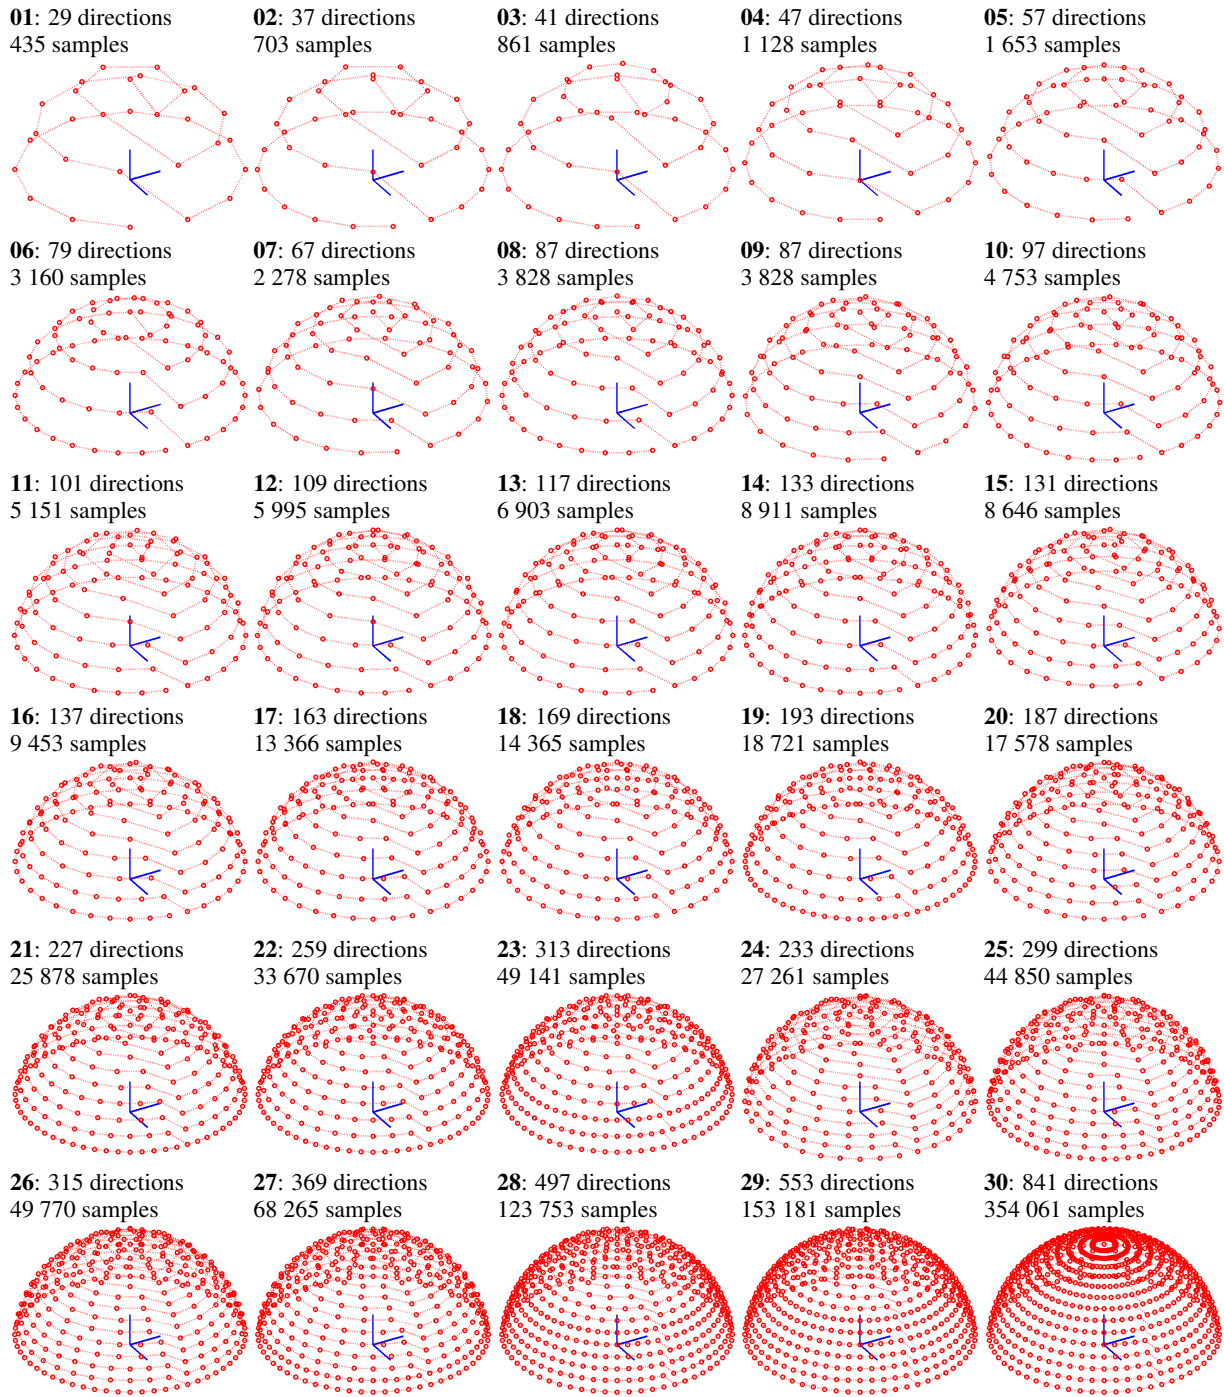 01: 29 directions
435 samples
02: 37 directions
703 samples
03: 41 directions
861 samples
04: 47 directions
1 128 samples
05: 57 directions
1 653 samples
06: 79 directions
3 160 samples
07: 67 directions
2 278 samples
08: 87 directions
3 828 samples
09: 87 directions
3 828 samples
10: 97 directions
4 753 samples
11: 101 directions
5 151 samples
12: 109 directions
5 995 samples
13: 117 directions
6 903 samples
14: 133 directions
8 911 samples
15: 131 directions
8 646 samples
16: 137 directions
9 453 samples
17: 163 directions
13 366 samples
18: 169 directions
14 365 samples
19: 193 directions
18 721 samples
20: 187 directions
17 578 samples
21: 227 directions
25 878 samples
22: 259 directions
33 670 samples
23: 313 directions
49 141 samples
24: 233 directions
27 261 samples
25: 299 directions
44 850 samples
26: 315 directions
49 770 samples
27: 369 directions
68 265 samples
28: 497 directions
123 753 samples
29: 553 directions
153 181 samples
30: 841 directions
354 061 samples